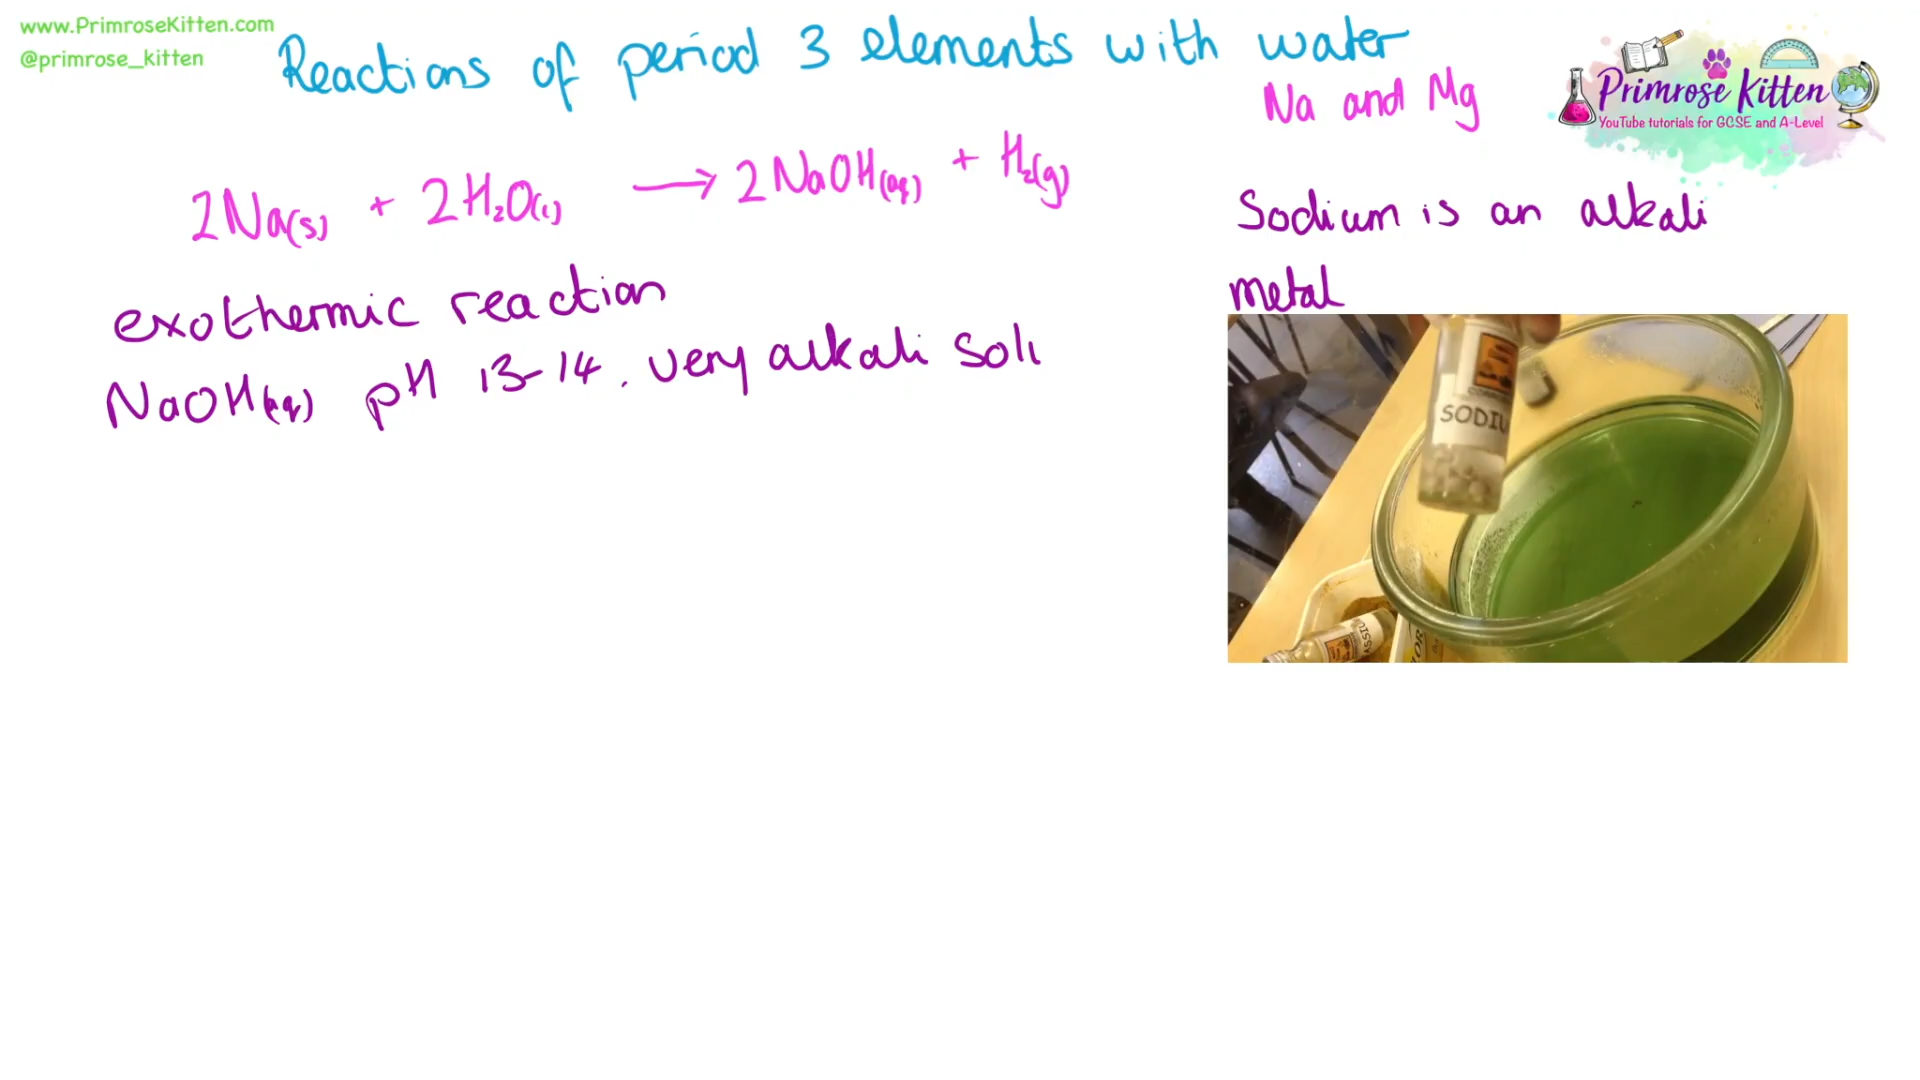 www.PrimroseKitten.com
@primrose_kitten
Reactions of period 3 elements with water
Na and Mg
Primrose Kitten
YouTube tutorials for GCSE and A-Level
2Na(s) + 2H₂O(l) → 2NaOH(aq) + H₂(g)
Sodium is an alkali
metal
exothermic reaction
NaOH(aq) pH 13-14. very alkali sol
SODIU